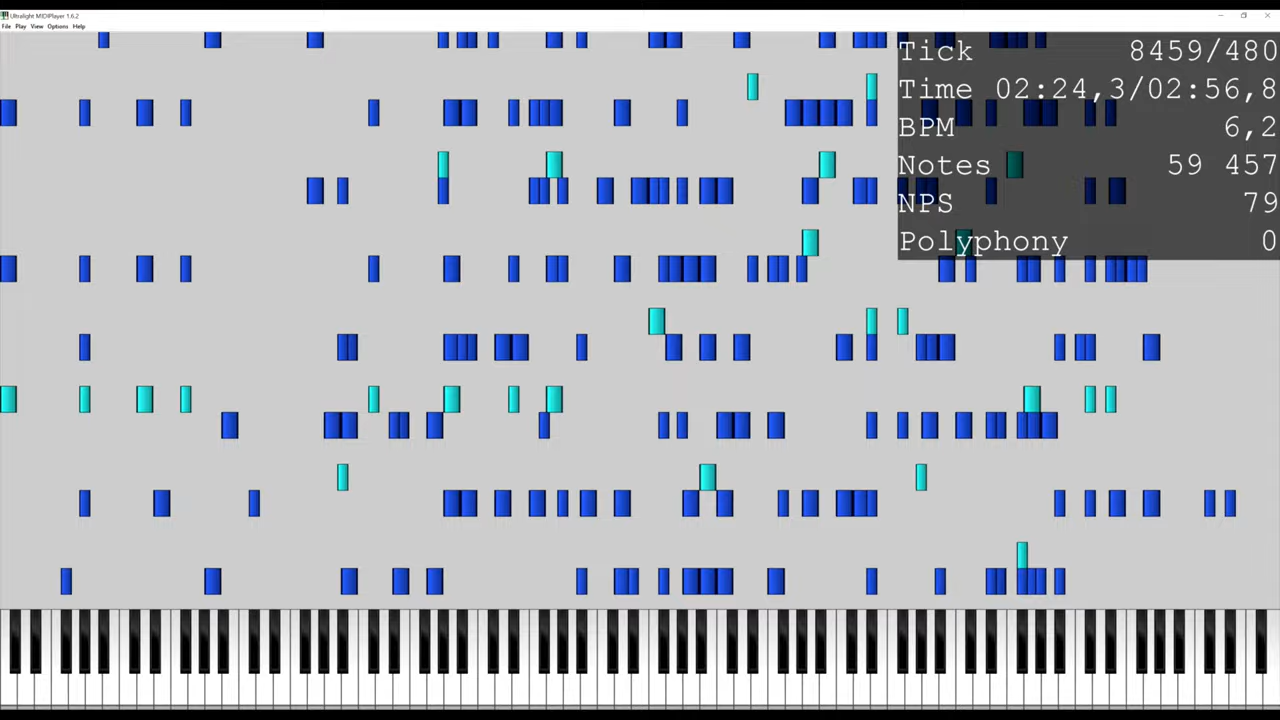 Ultralight MIDIPlayer 1.6.2
File Play View Options Help
Tick 8459/480
Time 02:24,3/02:56,8
BPM 6,2
Notes 59 457
NPS 79
Polyphony 0